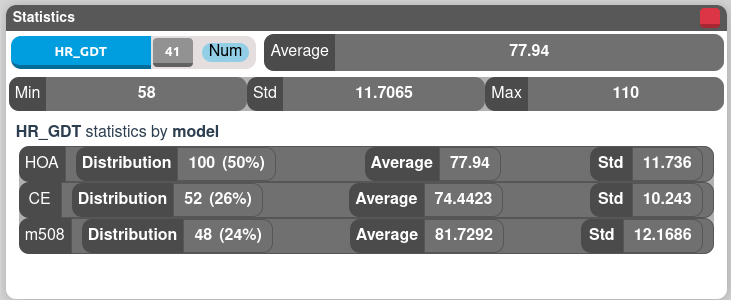 Statistics
HR_GDT 41 Num Average 77.94
Min 58 Std 11.7065 Max 110
HR_GDT statistics by model
HOA Distribution 100 (50%) Average 77.94 Std 11.736
CE Distribution 52 (26%) Average 74.4423 Std 10.243
m508 Distribution 48 (24%) Average 81.7292 Std 12.1686